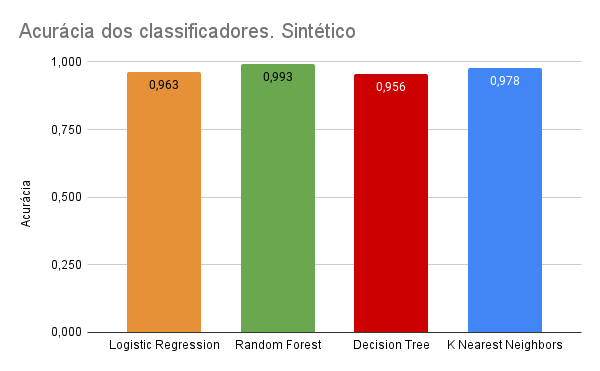 Acurácia dos classificadores. Sintético
Acurácia
1,000
0,750
0,500
0,250
0,000
0,963
0,993
0,956
0,978
Logistic Regression
Random Forest
Decision Tree
K Nearest Neighbors